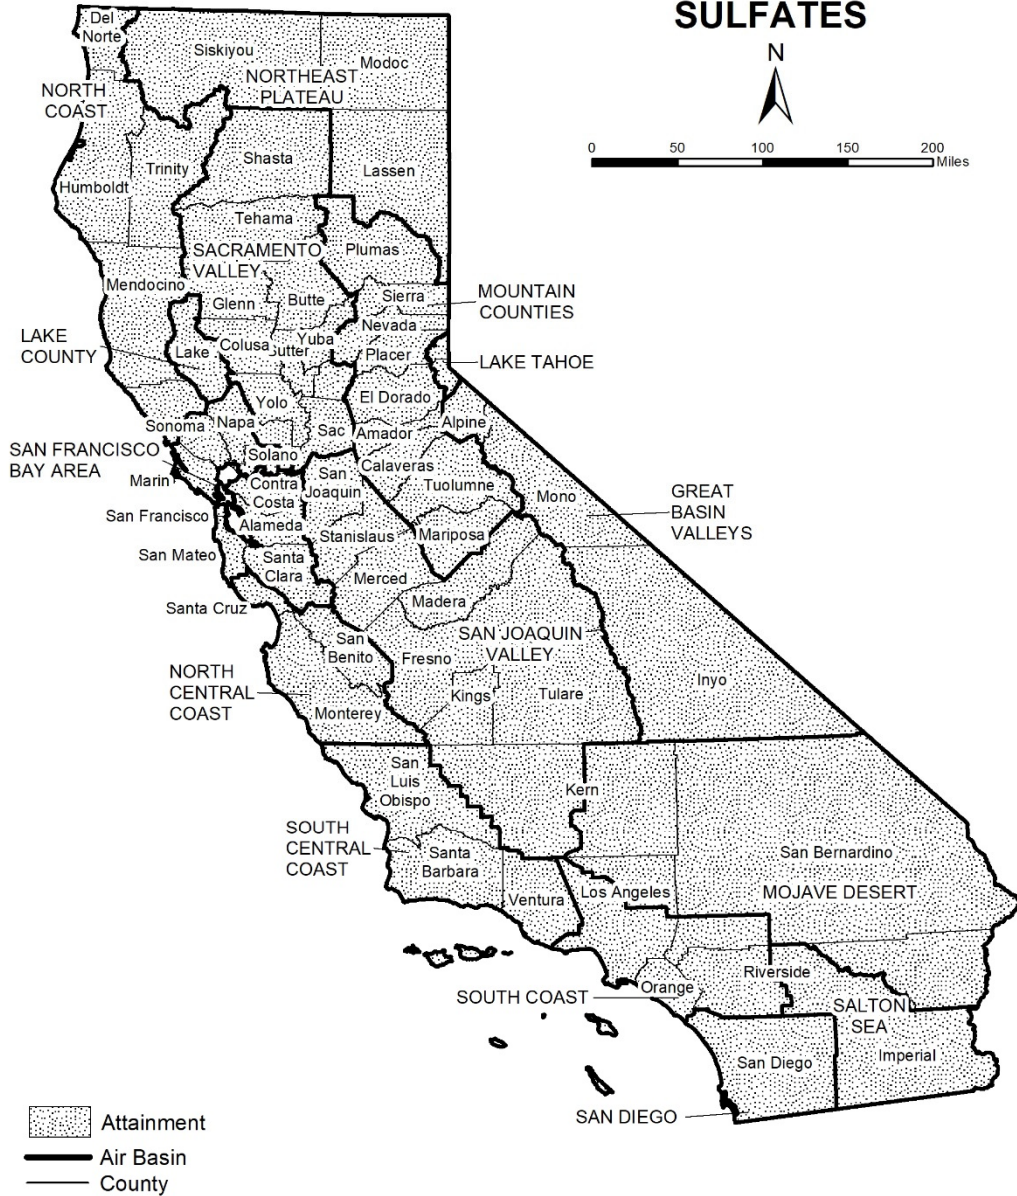 SULFATES
N
0 50 100 150 200
Miles
Del
Norte
Siskiyou
Modoc
NORTHEAST
PLATEAU
NORTH
COAST
Shasta
Trinity
Lassen
Humboldt
Tehama
SACRAMENTO
VALLEY
Plumas
Mendocino
Glenn
Butte
Sierra
MOUNTAIN
COUNTIES
Nevada
LAKE
COUNTY
Lake
Colusa
Sutter
Yuba
Placer
LAKE TAHOE
Yolo
El Dorado
Sonoma
Napa
Sac
Amador
Alpine
SAN FRANCISCO
BAY AREA
Solano
Marin
Contra
Costa
San
Joaquin
Calaveras
Tuolumne
Mono
GREAT
BASIN
VALLEYS
San Francisco
Alameda
Stanislaus
Mariposa
San Mateo
Santa
Clara
Merced
Madera
Santa Cruz
San
Benito
Fresno
SAN JOAQUIN
VALLEY
NORTH
CENTRAL
COAST
Monterey
Kings
Tulare
Inyo
San
Luis
Obispo
Kern
SOUTH
CENTRAL
COAST
Santa
Barbara
Ventura
Los Angeles
San Bernardino
MOJAVE DESERT
SOUTH COAST
Orange
Riverside
SALTON
SEA
San Diego
Imperial
SAN DIEGO
Attainment
Air Basin
County